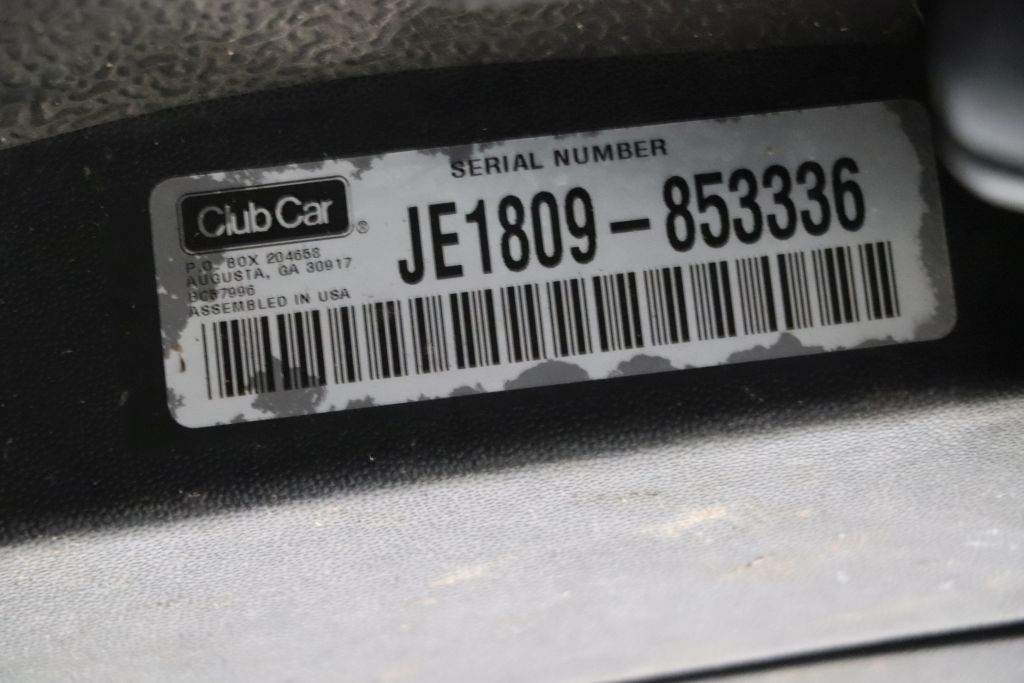 SERIAL NUMBER
Club Car®
JE1809-853336
P.O. BOX 204658
AUGUSTA, GA 30917
ASSEMBLED IN USA